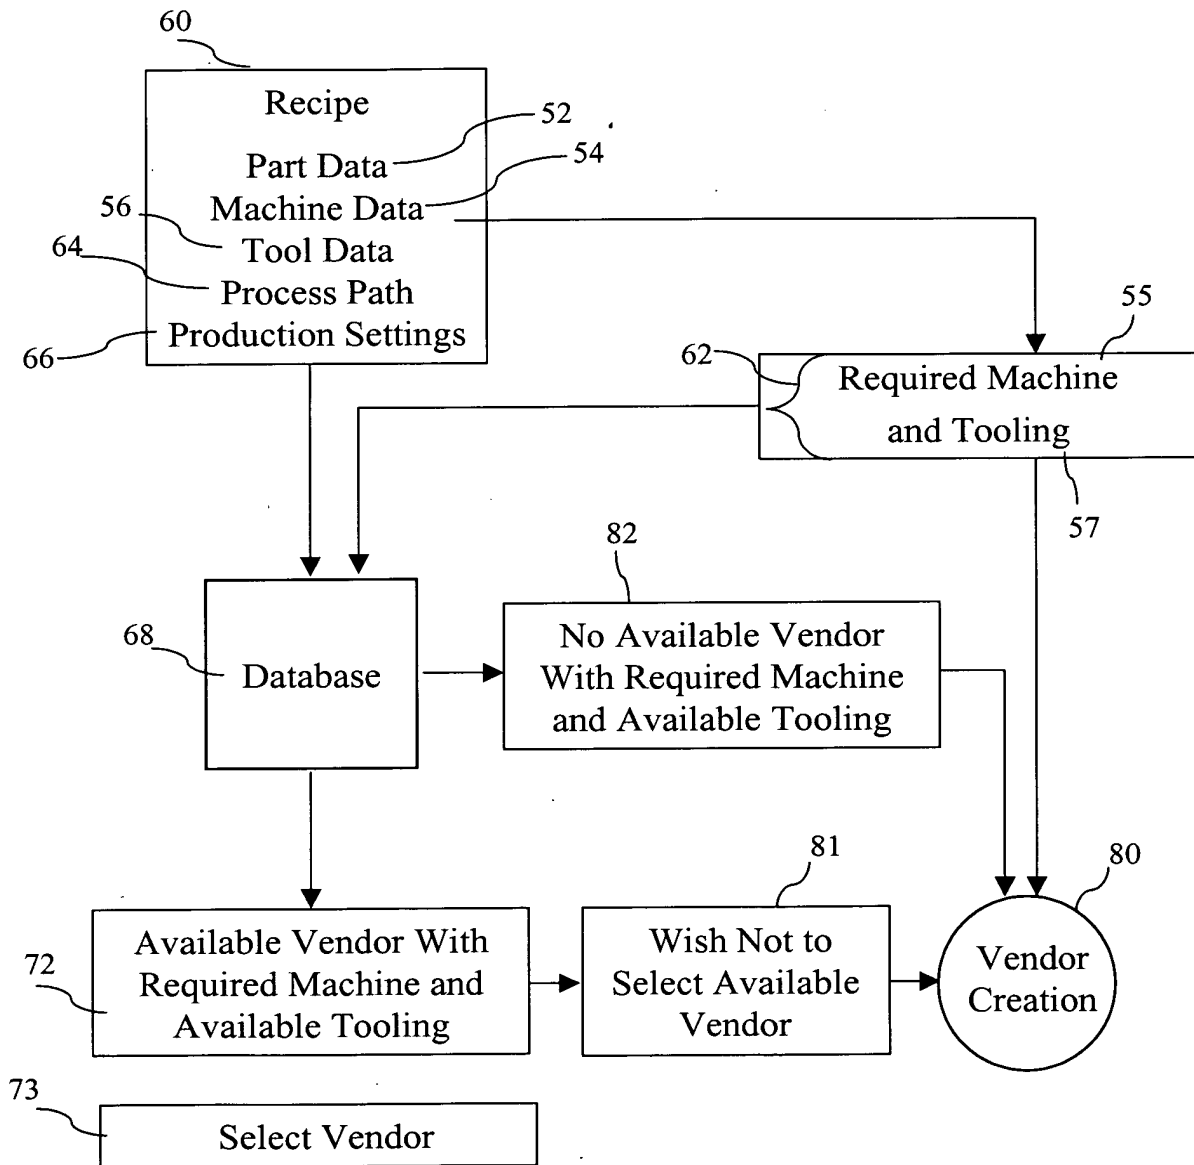 60
Recipe
52
Part Data
54
Machine Data
56
Tool Data
64
Process Path
66
Production Settings
55
62
Required Machine
and Tooling
57
82
No Available Vendor
With Required Machine
and Available Tooling
68
Database
81
80
Available Vendor With
Required Machine and
Available Tooling
72
Wish Not to
Select Available
Vendor
Vendor
Creation
73
Select Vendor